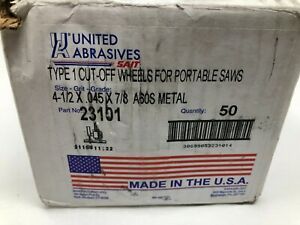 UNITED
ABRASIVES
SAIT
TYPE 1 CUT-OFF WHEELS FOR PORTABLE SAWS
Size - Grit - Grade:
4-1/2 X .045 X 7/8 A60S METAL
Part No.
23101
Quantity:
50
MADE IN THE U.S.A.